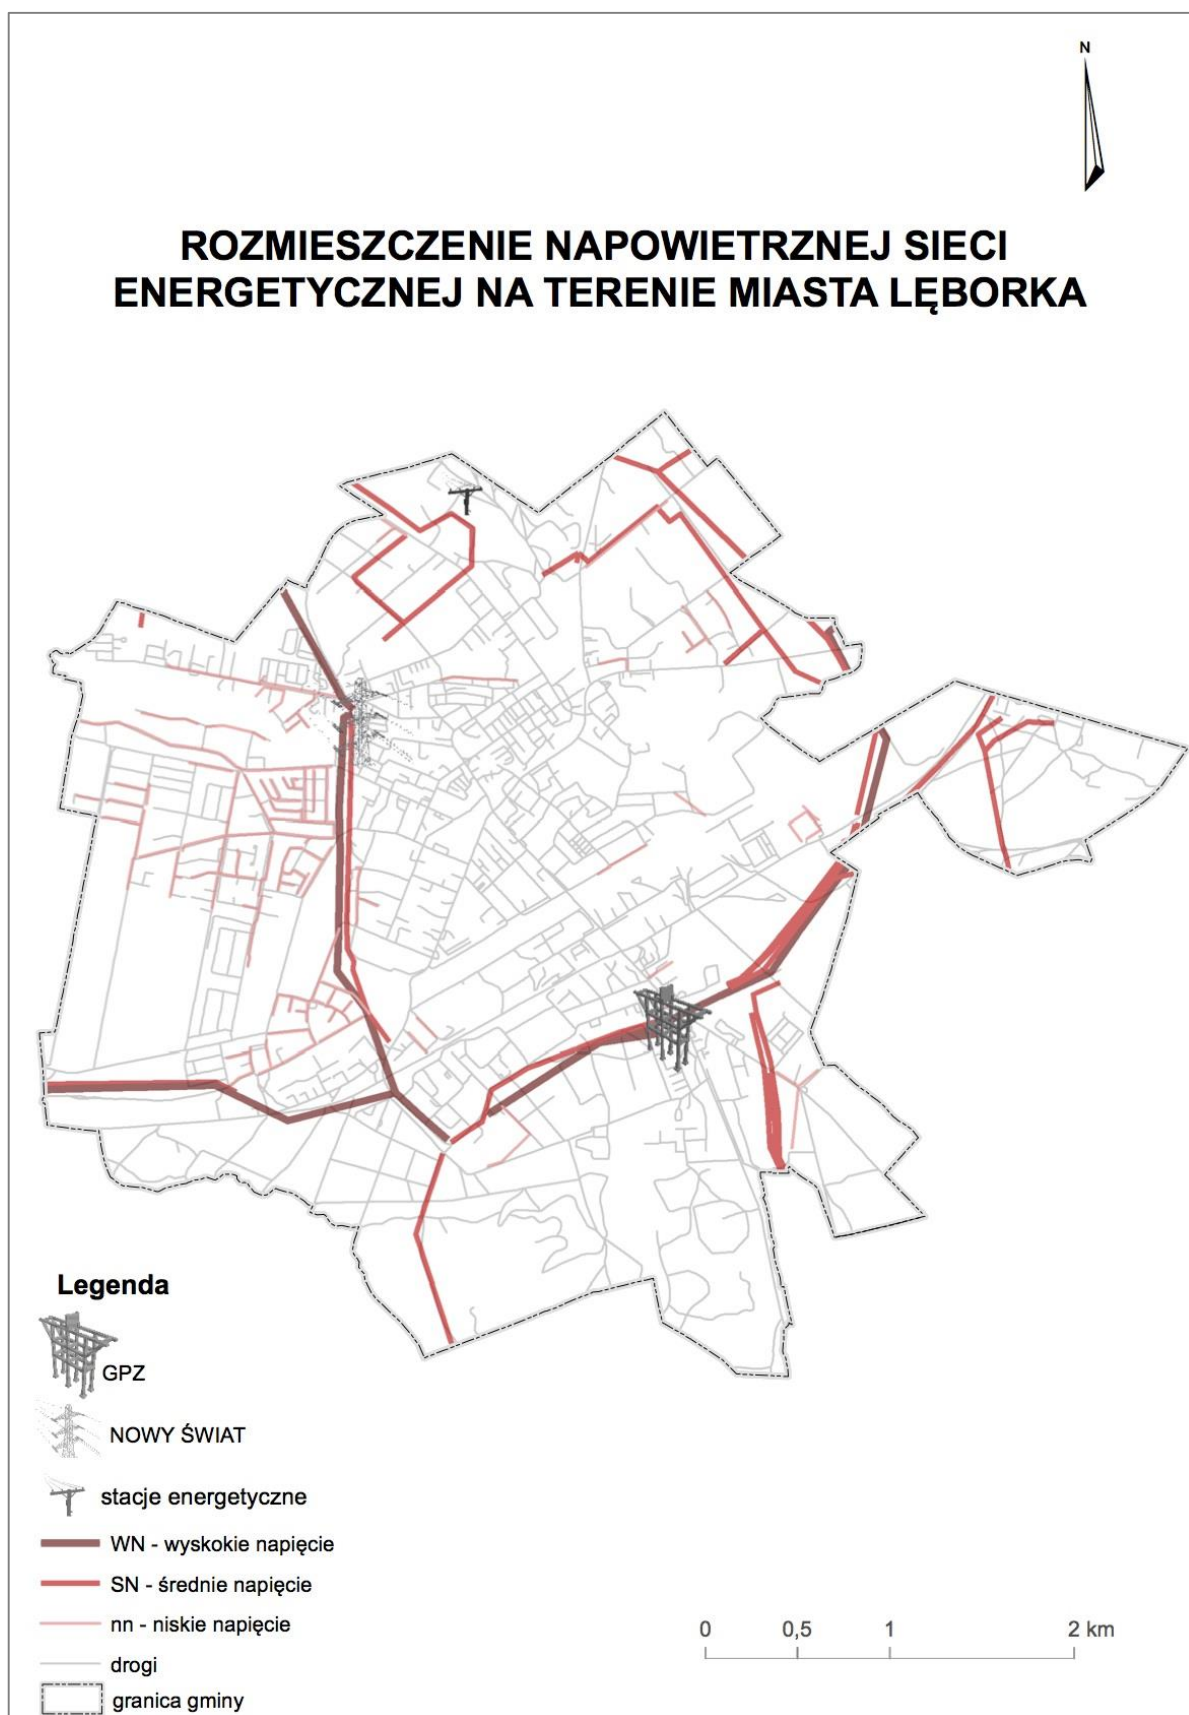 N
ROZMIESZCZENIE NAPOWIETRZNEJ SIECI
ENERGETYCZNEJ NA TERENIE MIASTA LĘBORKA
Legenda
GPZ
NOWY ŚWIAT
stacje energetyczne
WN - wyskokie napięcie
SN - średnie napięcie
nn - niskie napięcie
drogi
granica gminy
0 0,5 1 2 km